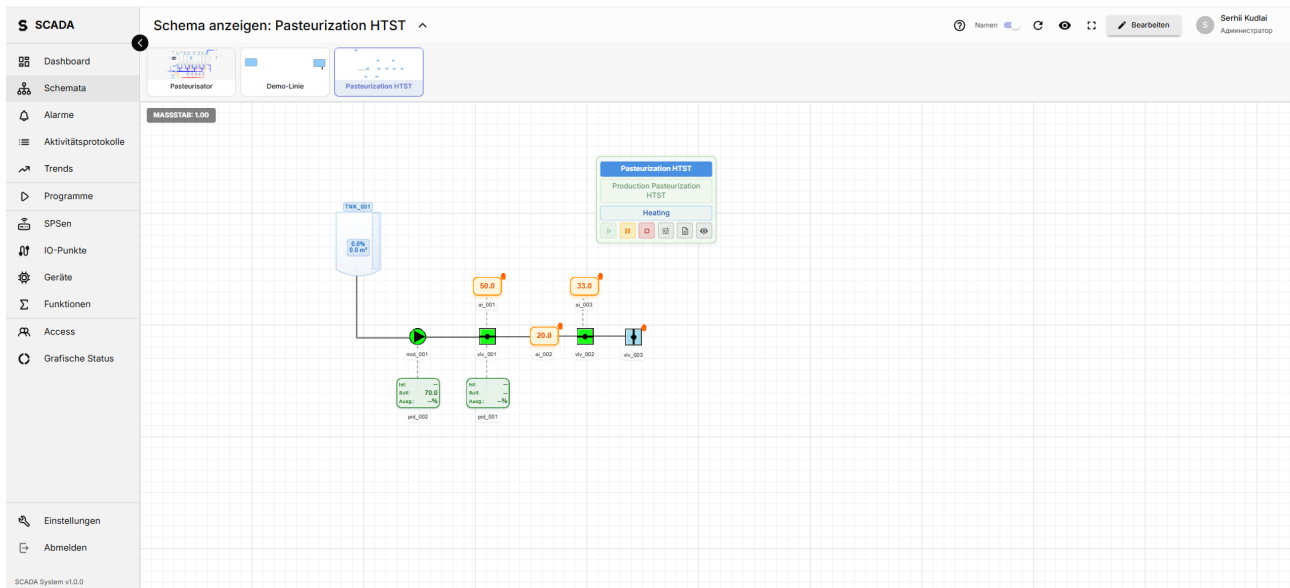 S SCADA
Schema anzeigen: Pasteurization HTST
Namen
Bearbeiten
S
Serhii Kudlai
Администратор
Dashboard
Schemata
Alarme
Aktivitätsprotokolle
Trends
Programme
SPSen
IO-Punkte
Geräte
Funktionen
Access
Grafische Status
Einstellungen
Abmelden
SCADA System v1.0.0
Pasteurisator
Demo-Linie
Pasteurization HTST
MASSSTAB: 1.00
Pasteurization HTST
Production Pasteurization
HTST
Heating
TNK_001
0.0%
0.0 m³
50.0
ai_001
33.0
ai_003
20.0
mot_001
vlv_001
ai_002
vlv_002
vlv_003
Ist: --
Soll: 70.0
Ausg.: --%
pid_002
Ist: --
Soll: --
Ausg.: --%
pid_001